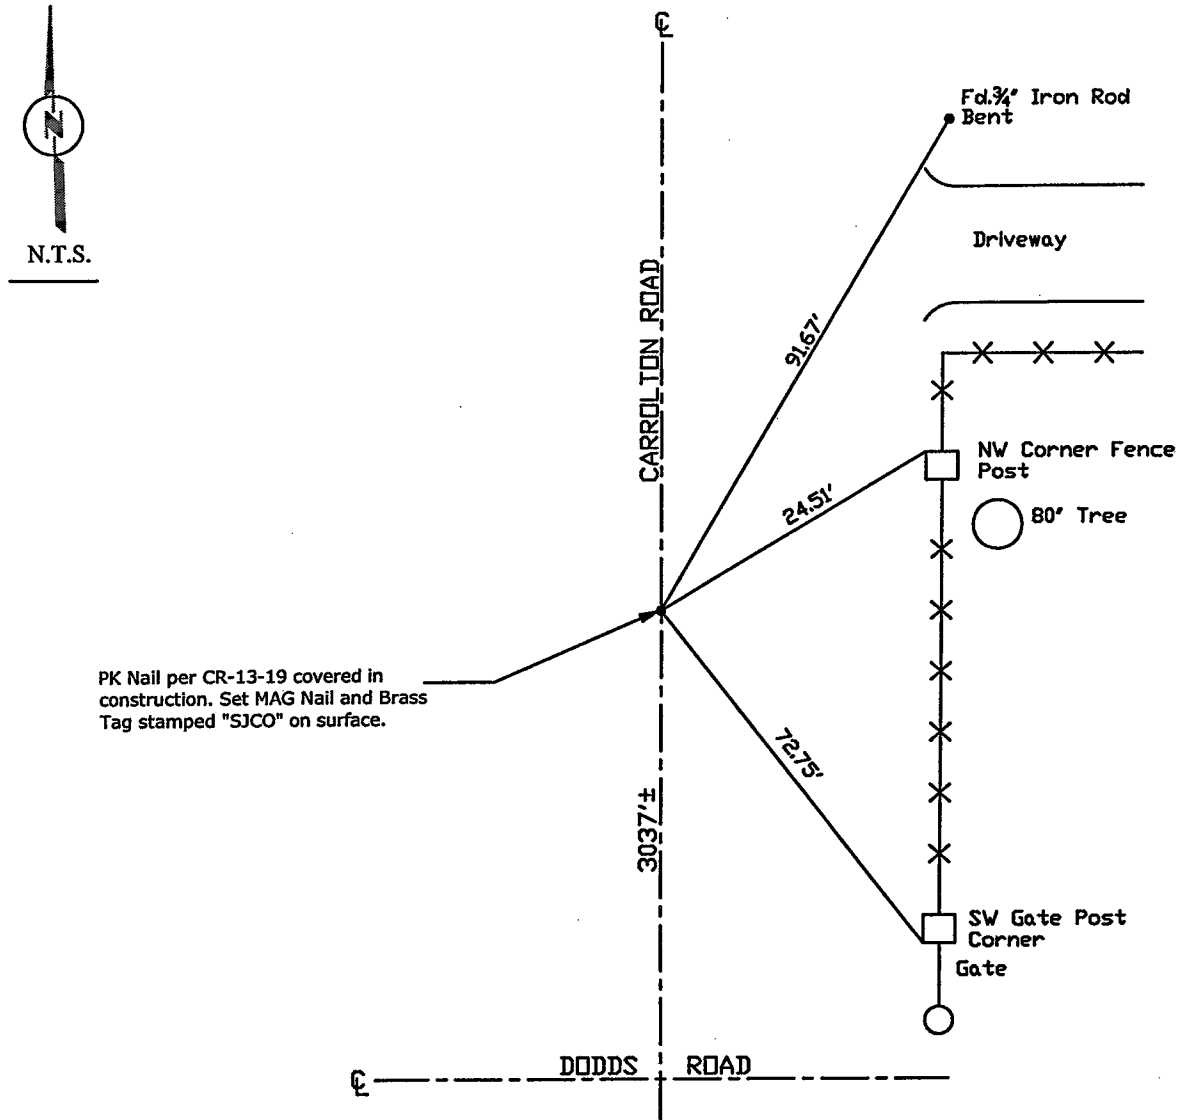 ℄
Fd.¾" Iron Rod
Bent
N
N.T.S.
Driveway
CARROLTON ROAD
91.67'
NW Corner Fence
Post
24.51'
80" Tree
PK Nail per CR-13-19 covered in
construction. Set MAG Nail and Brass
Tag stamped "SJCO" on surface.
72.75'
3037'±
SW Gate Post
Corner
Gate
DODDS ROAD
℄